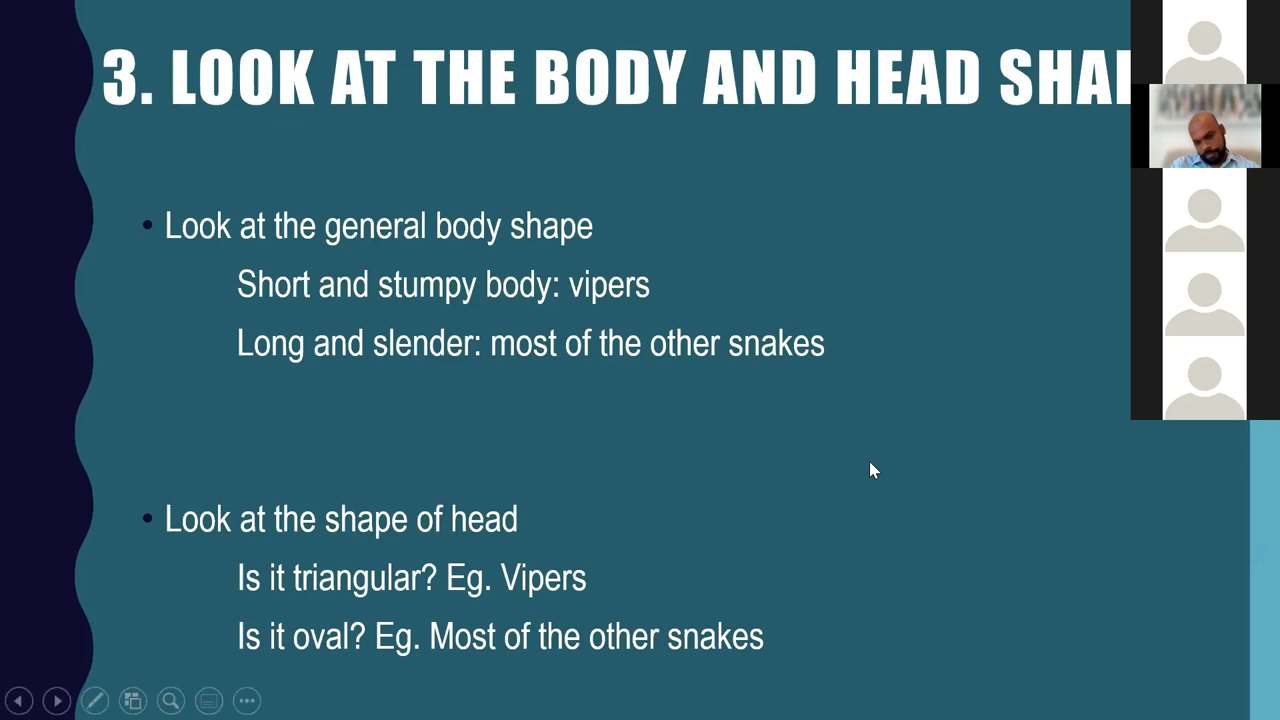 3. LOOK AT THE BODY AND HEAD
• Look at the general body shape
Short and stumpy body: vipers
Long and slender: most of the other snakes
• Look at the shape of head
Is it triangular? Eg. Vipers
Is it oval? Eg. Most of the other snakes